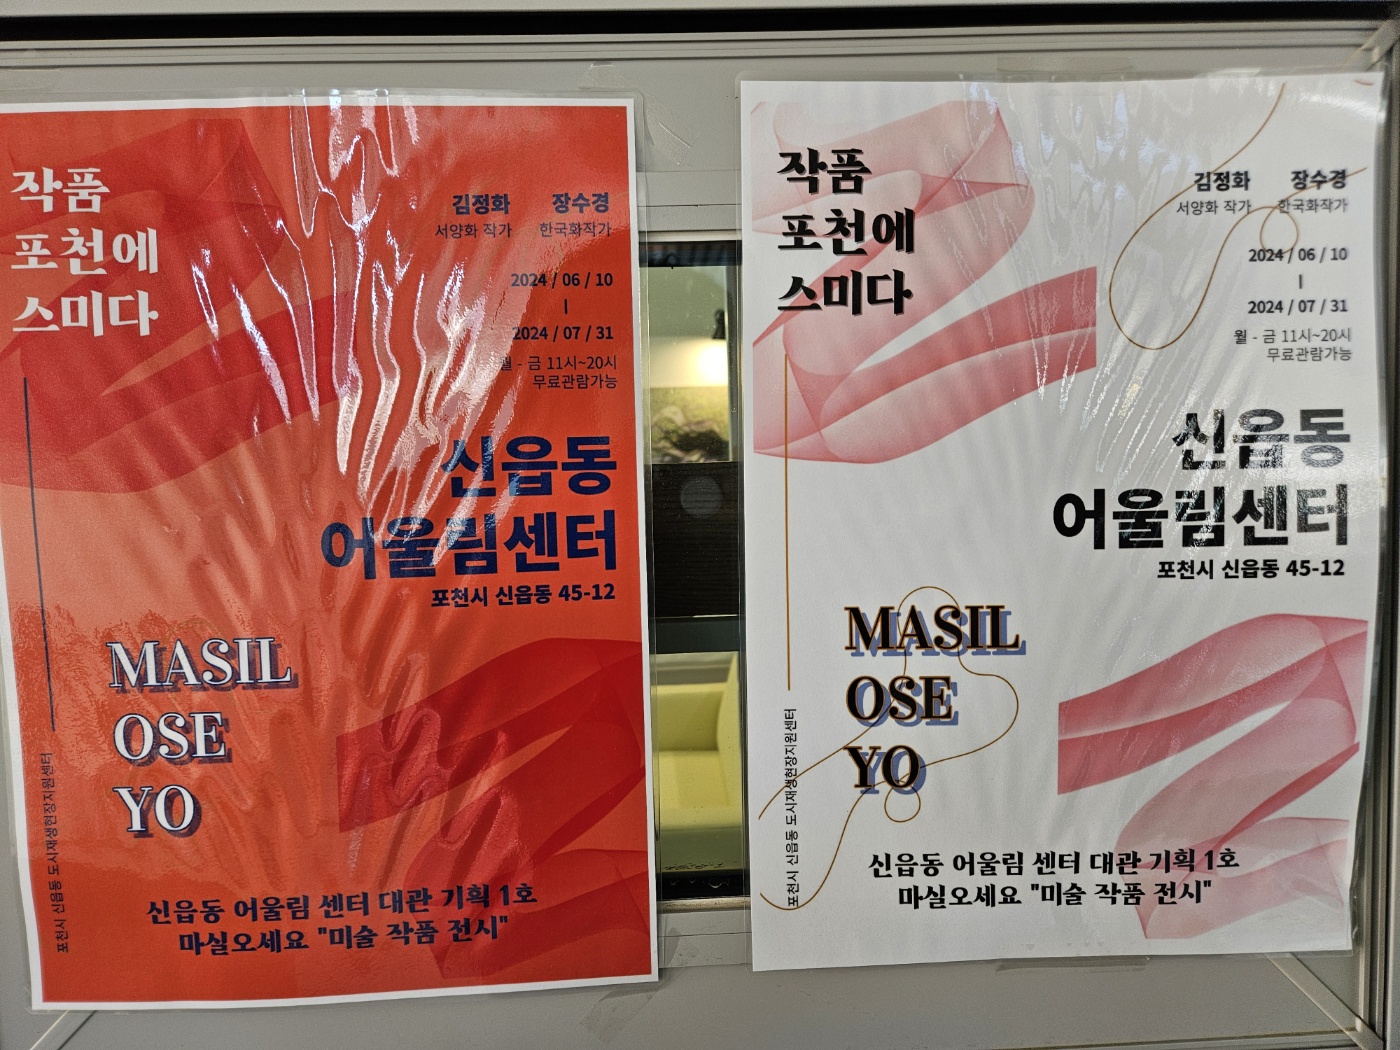 작품
포천에
스미다
김정화 장수경
서양화 작가 한국화작가
2024 / 06 / 10
|
2024 / 07 / 31
월 - 금 11시~20시
무료관람가능
신읍동
어울림센터
포천시 신읍동 45-12
MASIL
OSE
YO
포천시 신읍동 도시재생현장지원센터
신읍동 어울림 센터 대관 기획 1호
마실오세요 "미술 작품 전시"
작품
포천에
스미다
김정화 장수경
서양화 작가 한국화작가
2024 / 06 / 10
|
2024 / 07 / 31
월 - 금 11시~20시
무료관람가능
신읍동
어울림센터
포천시 신읍동 45-12
MASIL
OSE
YO
포천시 신읍동 도시재생현장지원센터
신읍동 어울림 센터 대관 기획 1호
마실오세요 "미술 작품 전시"